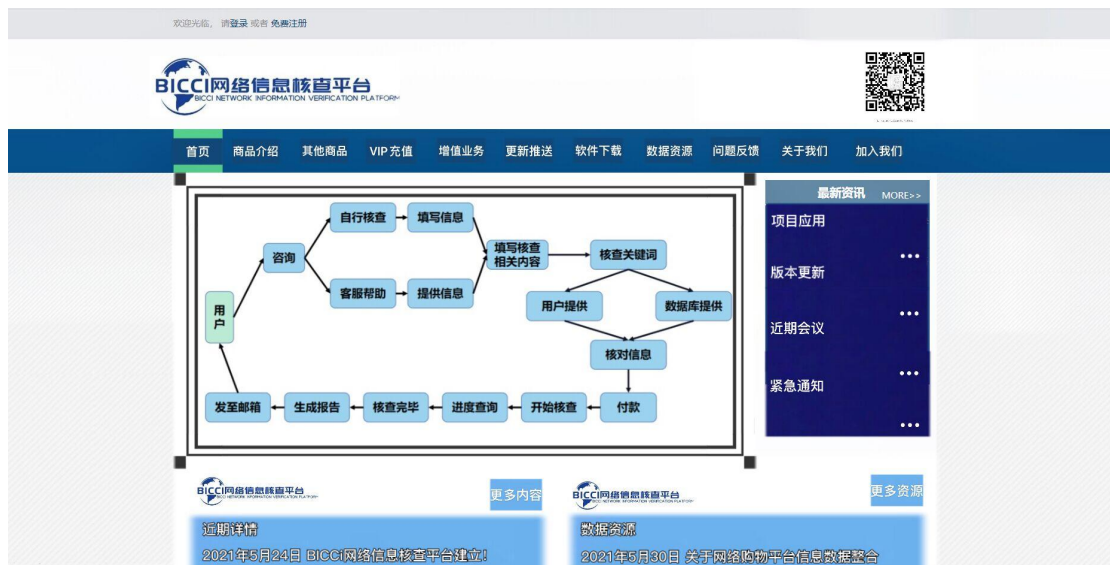 欢迎光临，请登录 或者 免费注册
BICCI网络信息核查平台
BICCI NETWORK INFORMATION VERIFICATION PLATFORM
首页 商品介绍 其他商品 VIP充值 增值业务 更新推送 软件下载 数据资源 问题反馈 关于我们 加入我们
自行核查 填写信息
咨询
填写核查
相关内容
核查关键词
客服帮助 提供信息
用户
用户提供 数据库提供
核对信息
发至邮箱 生成报告 核查完毕 进度查询 开始核查 付款
最新资讯 MORE>>
项目应用
...
版本更新
...
近期会议
...
紧急通知
...
BICCI网络信息核查平台
BICCI NETWORK INFORMATION VERIFICATION PLATFORM
更多内容
近期详情
2021年5月24日 BICCI网络信息核查平台建立!
BICCI网络信息核查平台
BICCI NETWORK INFORMATION VERIFICATION PLATFORM
更多资源
数据资源
2021年5月30日 关于网络购物平台信息数据整合